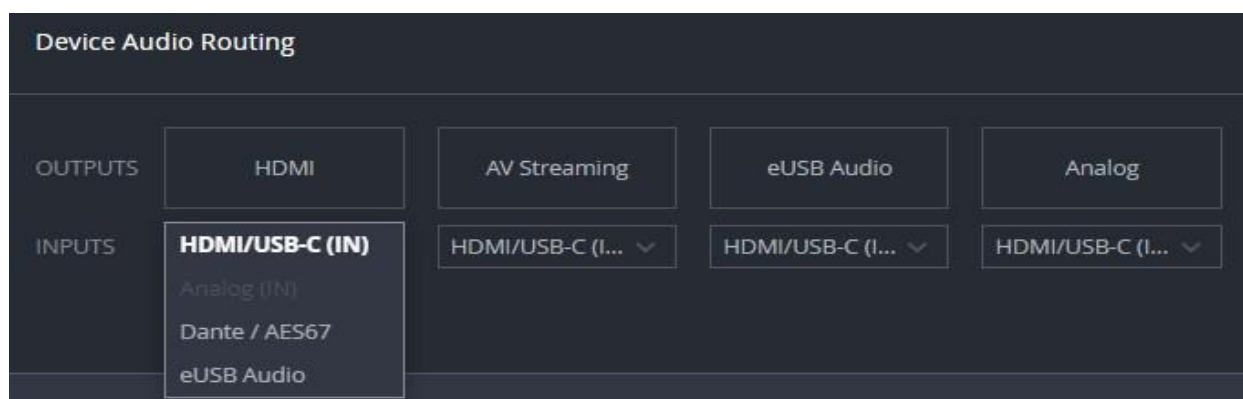 Device Audio Routing
OUTPUTS HDMI AV Streaming eUSB Audio Analog
INPUTS HDMI/USB-C (IN) HDMI/USB-C (I... HDMI/USB-C (I... HDMI/USB-C (I...
Analog (IN)
Dante / AES67
eUSB Audio